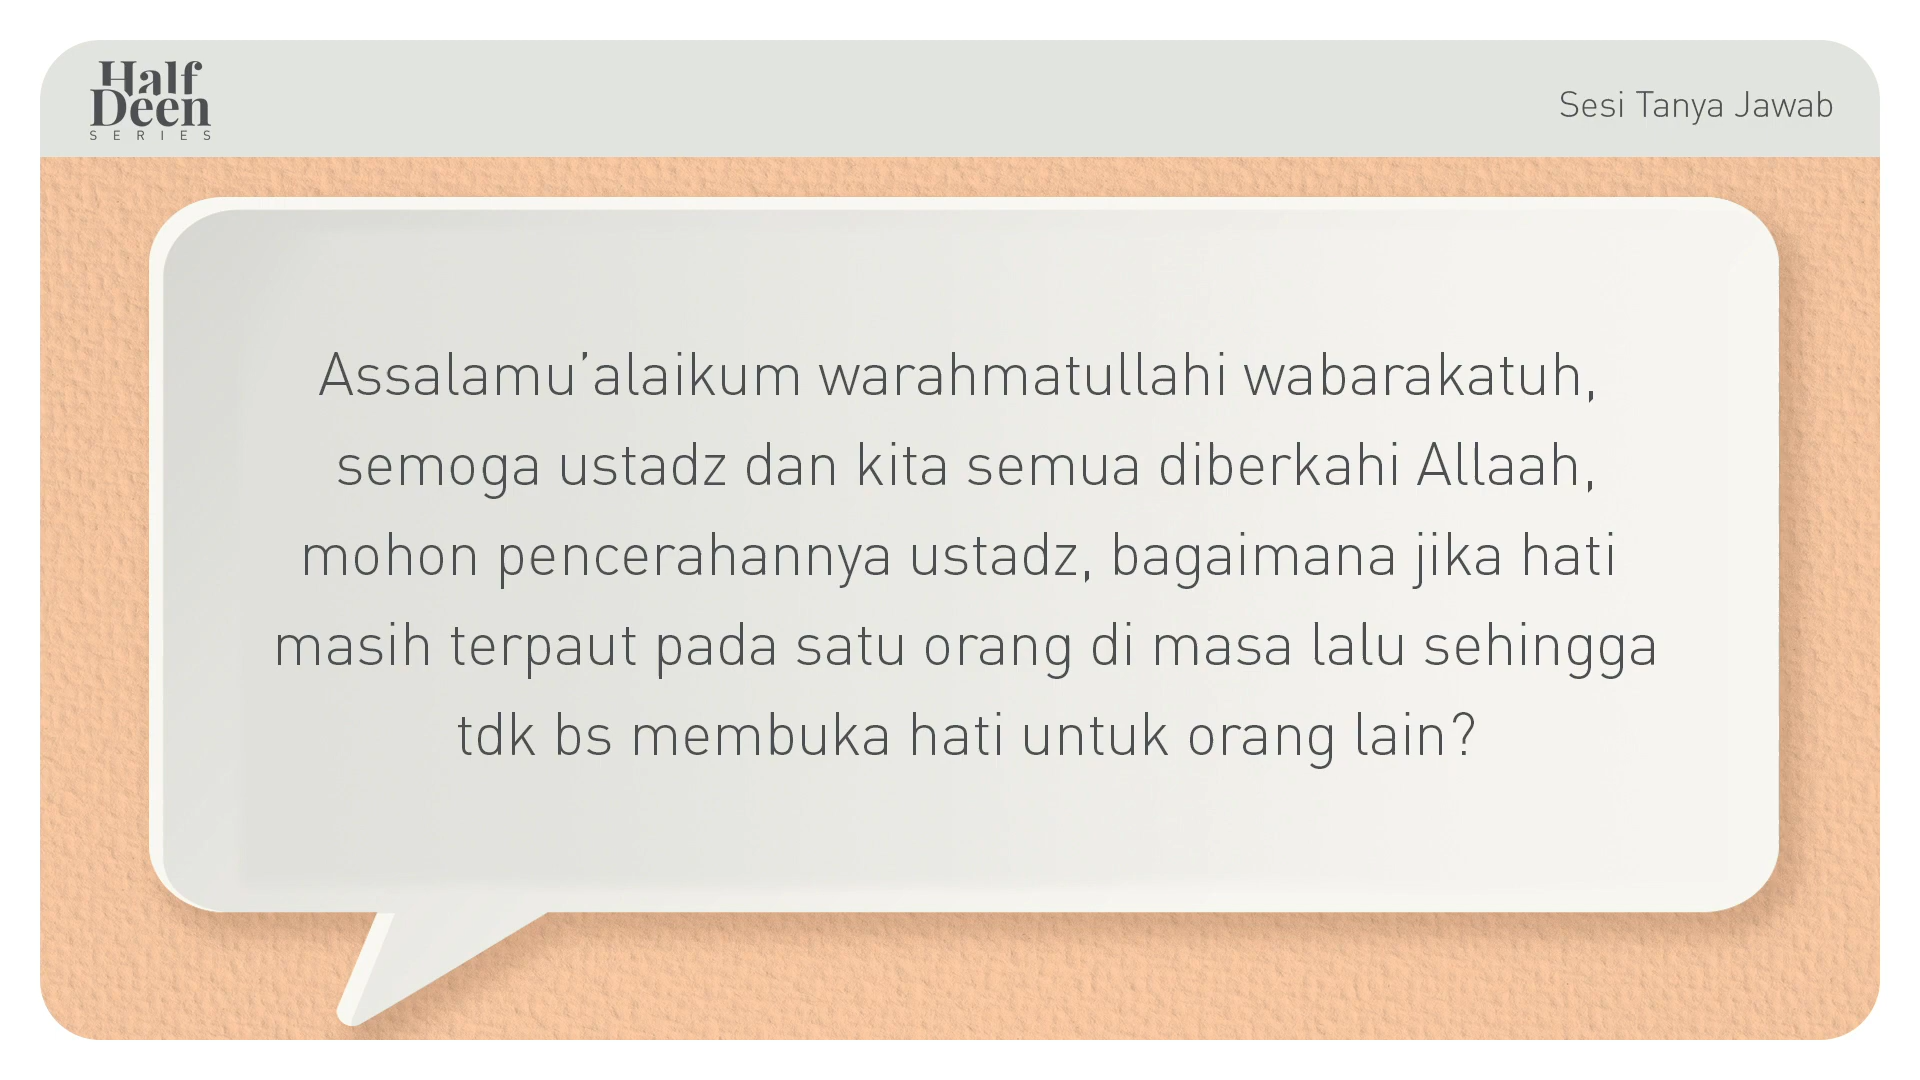 Half
Deen
SERIES
Sesi Tanya Jawab
Assalamu’alaikum warahmatullahi wabarakatuh,
semoga ustadz dan kita semua diberkahi Allaah,
mohon pencerahannya ustadz, bagaimana jika hati
masih terpaut pada satu orang di masa lalu sehingga
tdk bs membuka hati untuk orang lain?